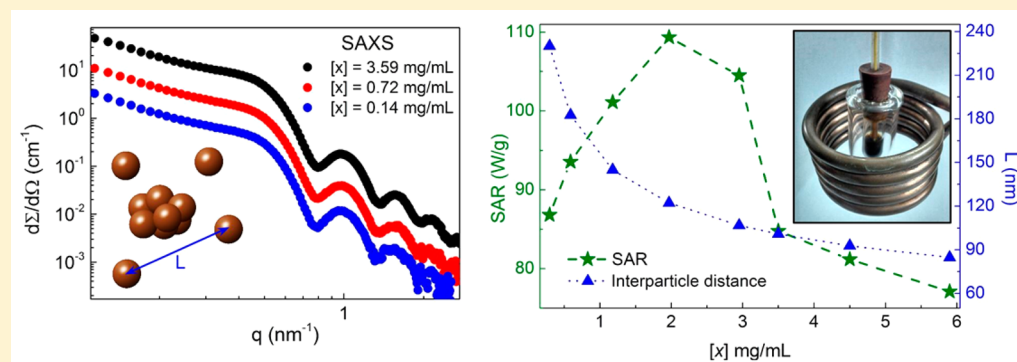 SAXS
[x] = 3.59 mg/mL
[x] = 0.72 mg/mL
[x] = 0.14 mg/mL
dΣ/dΩ (cm⁻¹)
10¹
10⁰
10⁻¹
10⁻²
10⁻³
L
1
q (nm⁻¹)
SAR (W/g)
110
100
90
80
SAR
Interparticle distance
1 2 3 4 5 6
[x] mg/mL
240
210
180
150
120
90
60
L (nm)